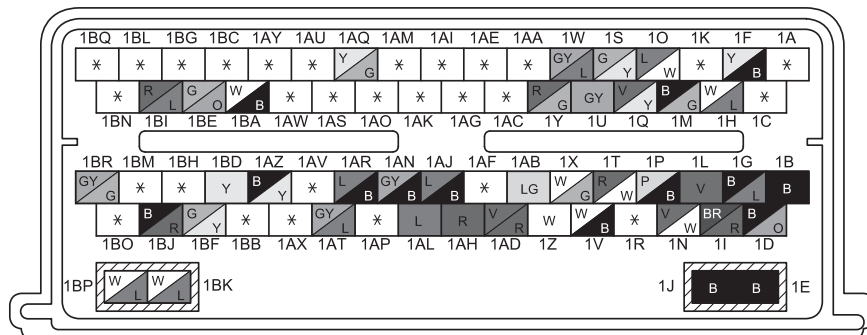 1BQ 1BL 1BG 1BC 1AY 1AU 1AQ 1AM 1AI 1AE 1AA 1W 1S 1O 1K 1F 1A
* * * * * * Y G * * * * GY L G Y L W * Y B *
* R L G O W B * * * * * * R G GY V Y B G W L *
1BN 1BI 1BE 1BA 1AW 1AS 1AO 1AK 1AG 1AC 1Y 1U 1Q 1M 1H 1C
1BR 1BM 1BH 1BD 1AZ 1AV 1AR 1AN 1AJ 1AF 1AB 1X 1T 1P 1L 1G 1B
GY G * * Y B Y * L B GY B L B * LG W G R W P B V B L B
* B R G Y * * GY L * L R V R W W B * V W BR R B O
1BO 1BJ 1BF 1BB 1AX 1AT 1AP 1AL 1AH 1AD 1Z 1V 1R 1N 1I 1D
1BP W L W L 1BK 1J B B 1E